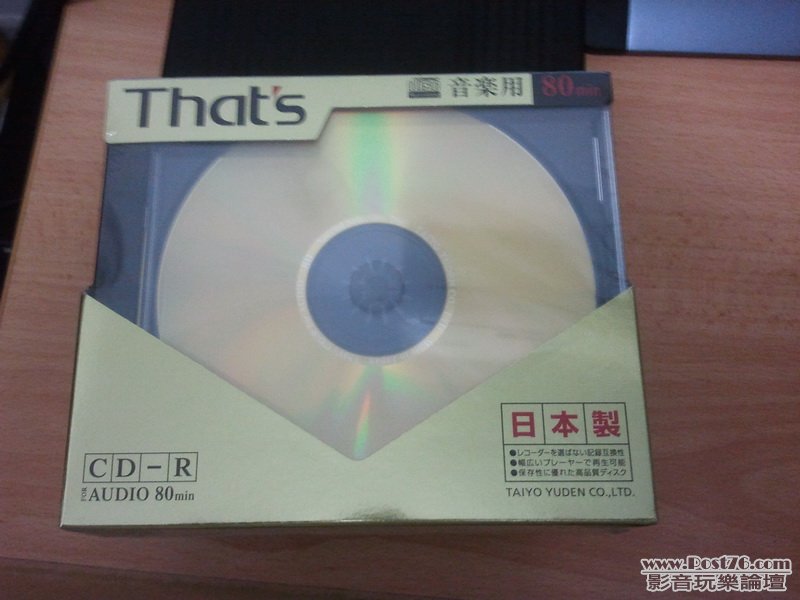 That's
音楽用 80min
CD-R
FOR AUDIO 80min
日本製
●レコーダーを選ばない記録互換性
●幅広いプレーヤーで再生可能
●保存性に優れた高品質ディスク
TAIYO YUDEN CO.,LTD.
www.Post76.com
影音玩樂論壇